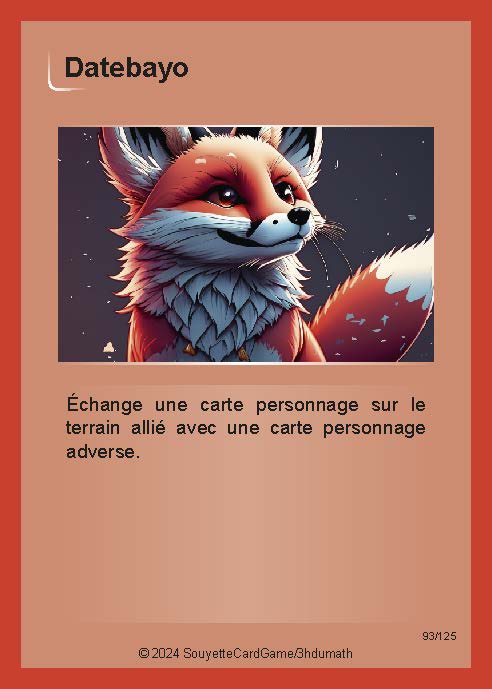 Datebayo
Échange une carte personnage sur le
terrain allié avec une carte personnage
adverse.
93/125
© 2024 SouyetteCardGame/3hdumath